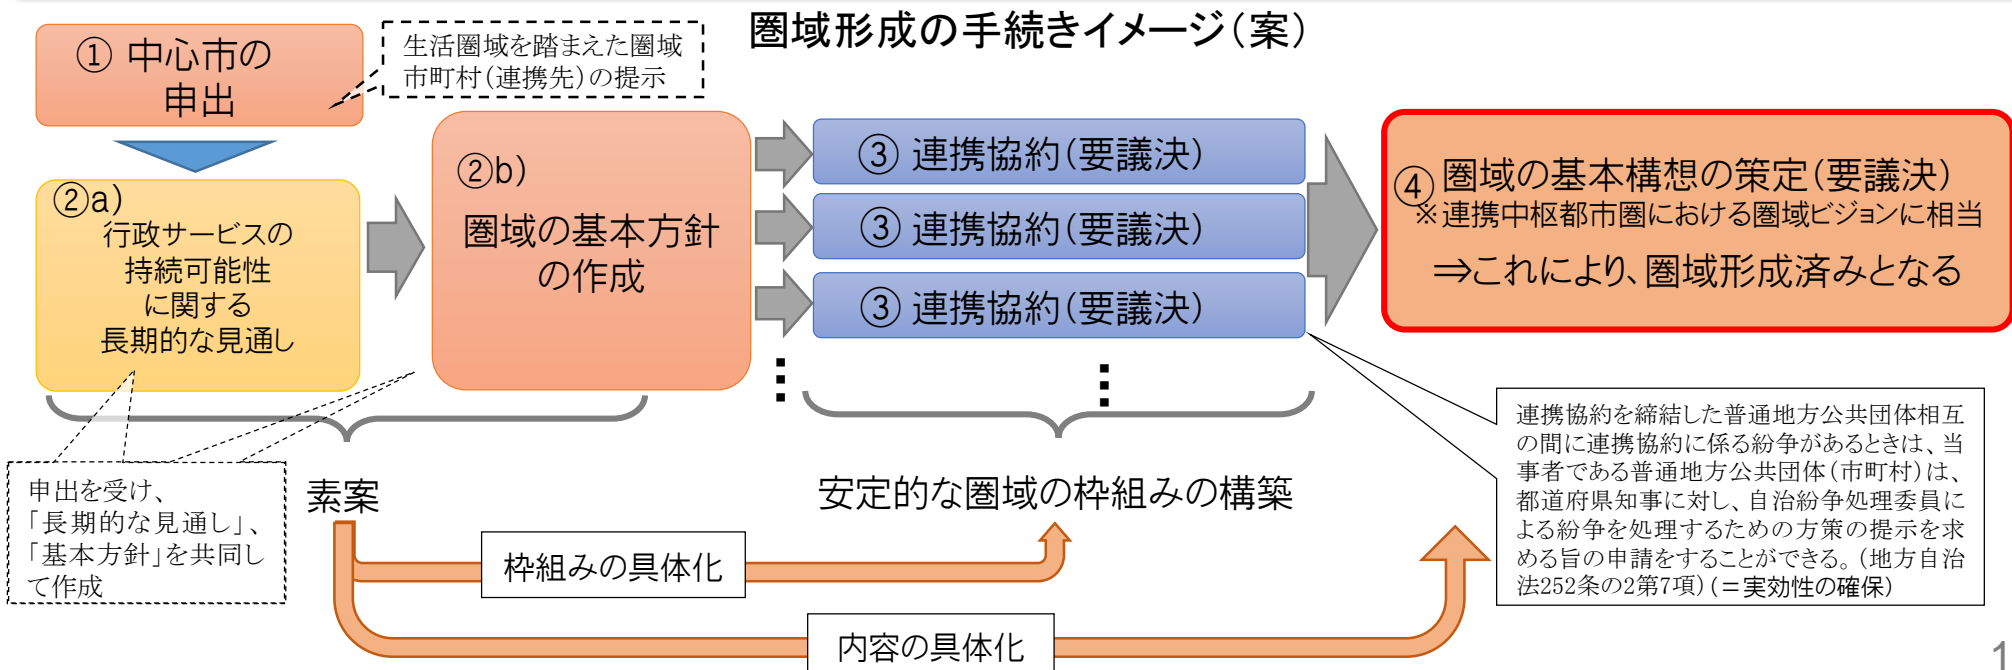 圏域形成の手続きイメージ（案）
① 中心市の
申出
生活圏域を踏まえた圏域
市町村（連携先）の提示
②a)
行政サービスの
持続可能性
に関する
長期的な見通し
②b)
圏域の基本方針
の作成
③ 連携協約（要議決）
③ 連携協約（要議決）
③ 連携協約（要議決）
④ 圏域の基本構想の策定（要議決）
※連携中枢都市圏における圏域ビジョンに相当
⇒これにより、圏域形成済みとなる
申出を受け、
「長期的な見通し」、
「基本方針」を共同し
て作成
素案
安定的な圏域の枠組みの構築
枠組みの具体化
内容の具体化
連携協約を締結した普通地方公共団体相互
の間に連携協約に係る紛争があるときは、当
事者である普通地方公共団体（市町村）は、
都道府県知事に対し、自治紛争処理委員に
よる紛争を処理するための方策の提示を求
める旨の申請をすることができる。（地方自治
法252条の2第7項）（＝実効性の確保）
1